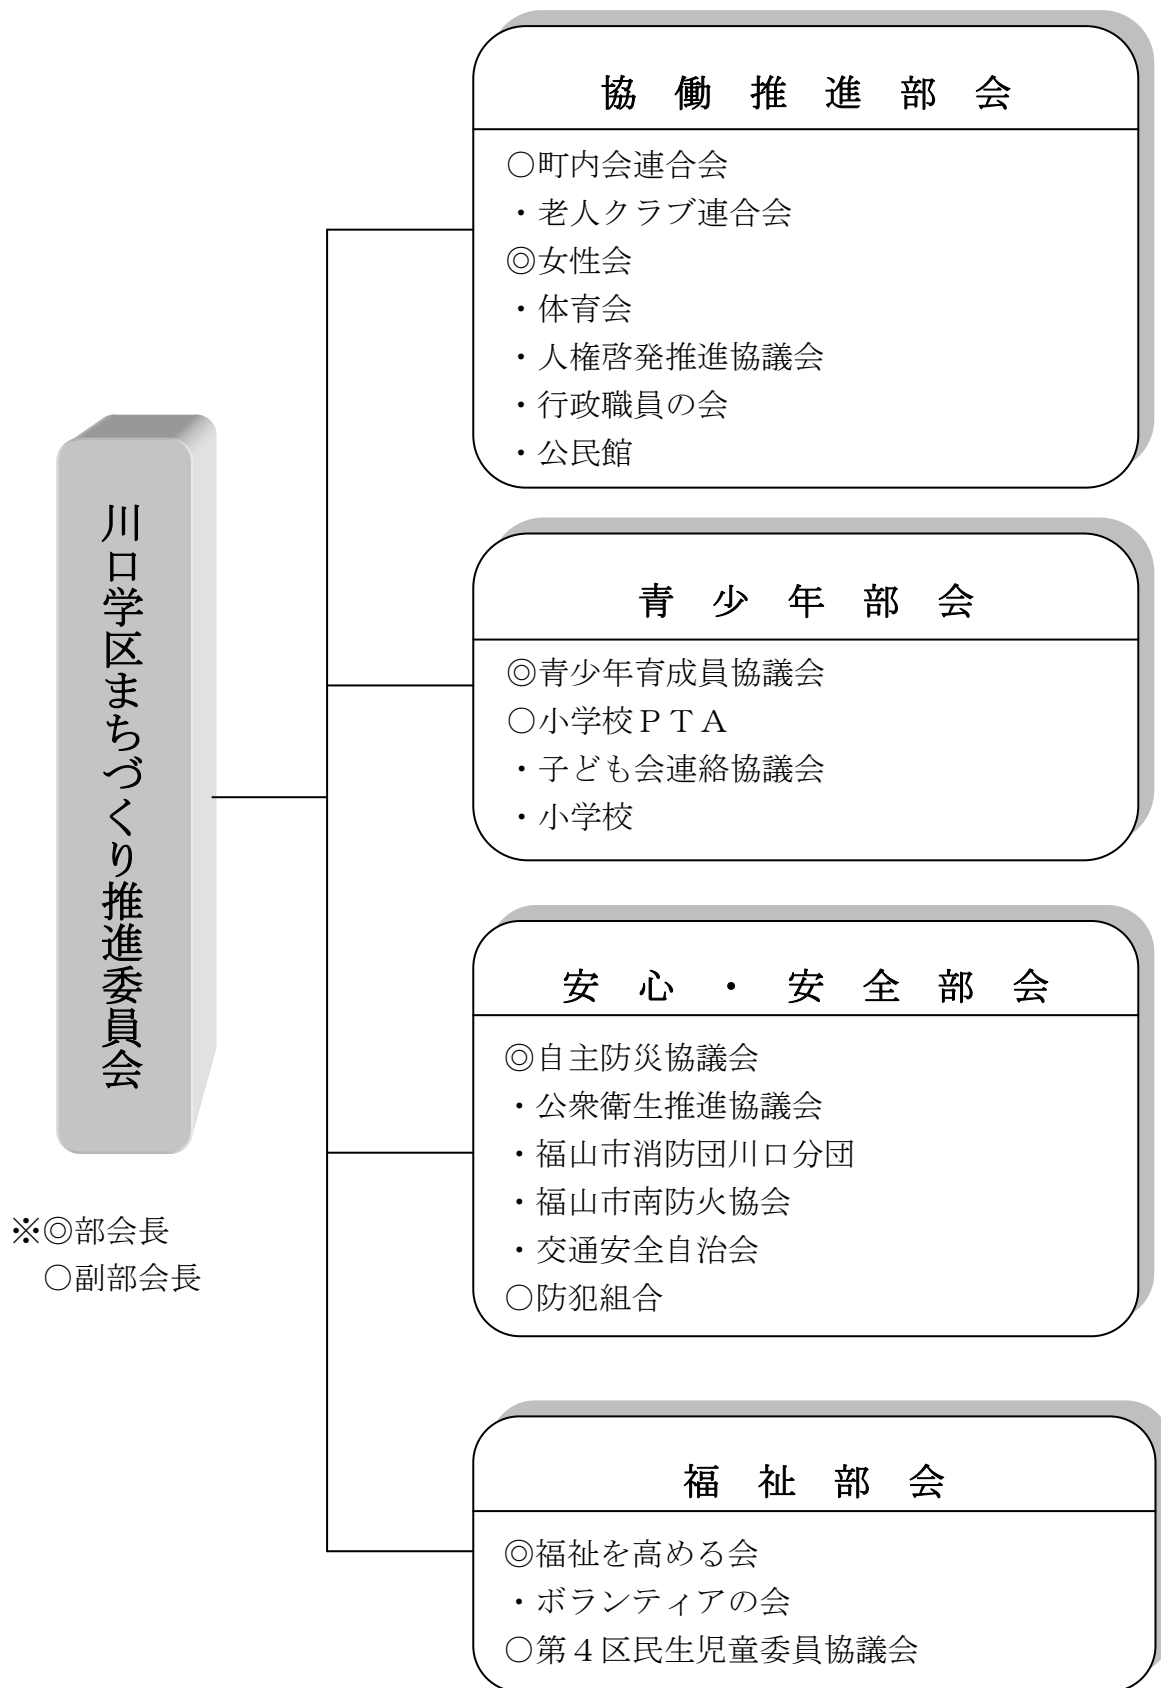 川口学区まちづくり推進委員会
※◎部会長
○副部会長
協働推進部会
○町内会連合会
・老人クラブ連合会
◎女性会
・体育会
・人権啓発推進協議会
・行政職員の会
・公民館
青少年部会
◎青少年育成員協議会
○小学校ＰＴＡ
・子ども会連絡協議会
・小学校
安心・安全部会
◎自主防災協議会
・公衆衛生推進協議会
・福山市消防団川口分団
・福山市南防火協会
・交通安全自治会
○防犯組合
福祉部会
◎福祉を高める会
・ボランティアの会
○第４区民生児童委員協議会